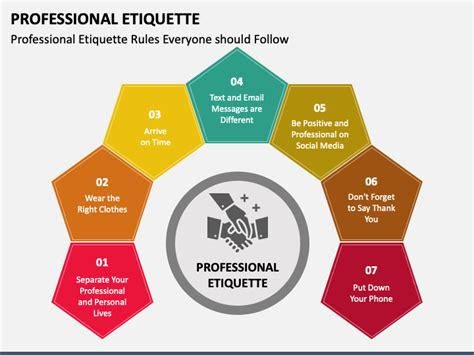 PROFESSIONAL ETIQUETTE
Professional Etiquette Rules Everyone should Follow
01
Separate Your
Professional
and Personal
Lives
02
Wear the
Right Clothes
03
Arrive
on Time
04
Text and Email
Messages are
Different
05
Be Positive and
Professional on
Social Media
06
Don't Forget
to Say Thank
You
07
Put Down
Your Phone
PROFESSIONAL
ETIQUETTE